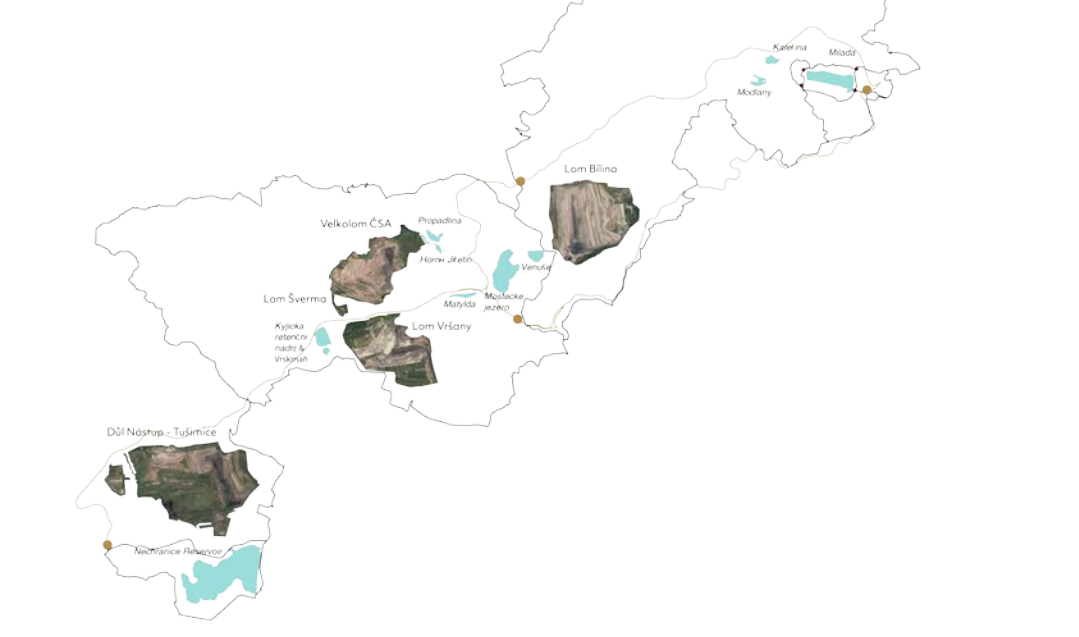 Kateřina
Milada
Modlany
Lom Bílina
Velkolom ČSA
Propadlina
Horní Jiřetín
Venuše
Lom Šverma
Matylda
Mostecké
jezero
Kyjická
retenční
nádrž
Vrskmaň
Lom Vršany
Důl Nástup - Tušimice
Nechranice Reservoir